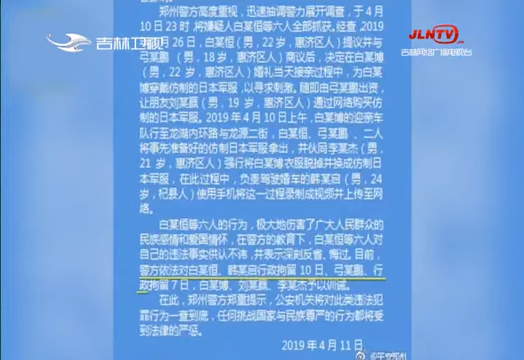 吉林卫视
JLNTV
吉林网络广播电视台
郑州警方高度重视，迅速抽调警力展开调查，于4月
10日23时，将嫌疑人白某恒等六人全部抓获。经查，2019
月26日，白某恒（男，22岁，惠济区人）提议并与
弓某鹏（男，18岁，惠济区人）商议后，决定在白某博
（男，22岁，惠济区人）婚礼当天接亲过程中，为白某
博穿戴仿制的日本军服，以寻求刺激。随即由弓某鹏出资，
让朋友刘某磊（男，19岁，惠济区人）通过网络购买仿
制的日本军服。2019年4月10日上午，白某博的迎亲车
队行至龙湖内环路与龙源二街，白某恒、弓某鹏、二人
将事先准备好的仿制日本军服拿出，并伙同李某杰（男，
21岁，惠济区人）强行将白某博衣服脱掉并换成仿制日
本军服，在此过程中，负责驾驶婚车的韩某启（男，24
岁，杞县人）使用手机将这一过程录制成视频并上传至网
络。
白某恒等六人的行为，极大地伤害了广大人民群众的
民族感情和爱国情怀，在警方的教育下，白某恒等六人对
自己的违法事实供认不讳，并表示深刻反省、悔过。目前，
警方依法对白某恒、韩某启行政拘留10日、弓某鹏、行
政拘留7日，白某博、刘某磊、李某杰予以训诫。
在此，郑州警方郑重提示，公安机关将对此类违法犯
罪行为一查到底，任何挑战国家与民族尊严的行为都将受
到法律的严惩。
2019年4月11日
@平安郑州